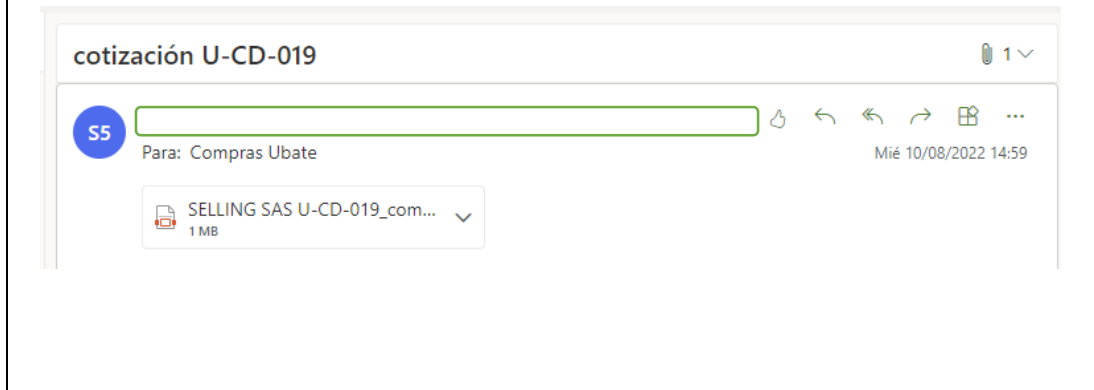 cotización U-CD-019
1
S5
Para: Compras Ubate
Mié 10/08/2022 14:59
SELLING SAS U-CD-019_com...
1 MB